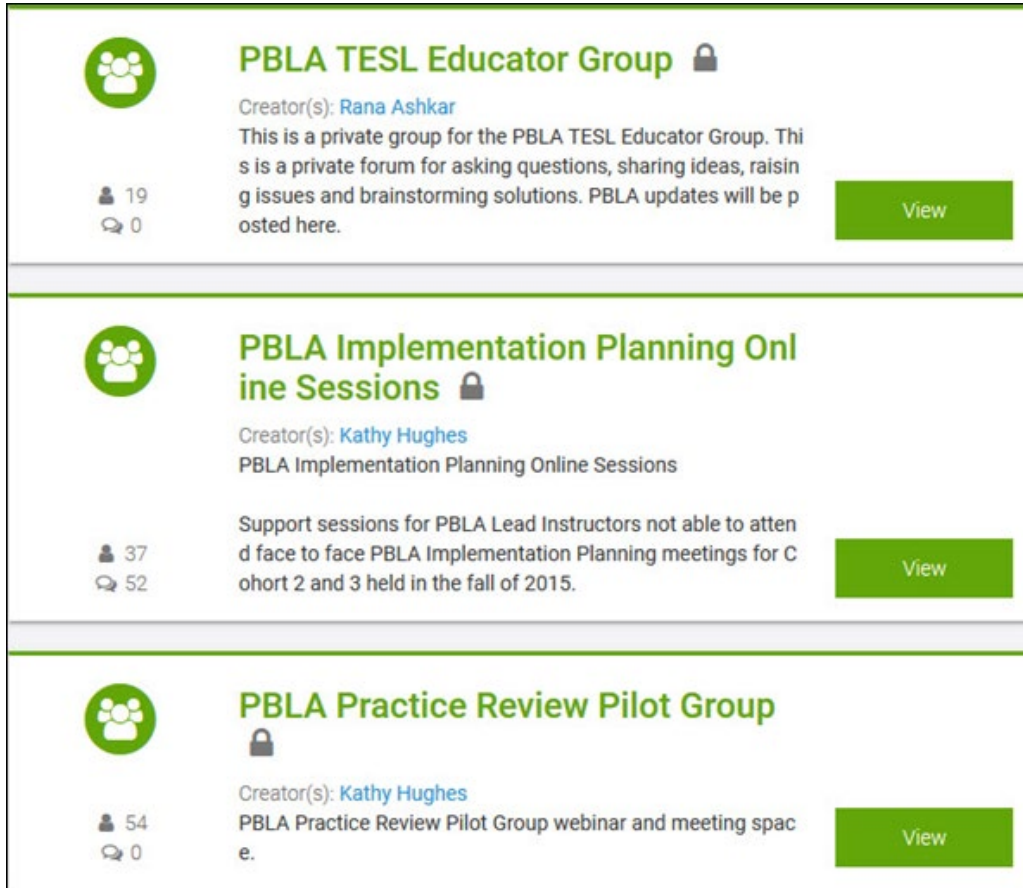 PBLA TESL Educator Group
Creator(s): Rana Ashkar
This is a private group for the PBLA TESL Educator Group. Thi
s is a private forum for asking questions, sharing ideas, raisin
g issues and brainstorming solutions. PBLA updates will be p
osted here.
19
0
View
PBLA Implementation Planning Onl
ine Sessions
Creator(s): Kathy Hughes
PBLA Implementation Planning Online Sessions
Support sessions for PBLA Lead Instructors not able to atten
d face to face PBLA Implementation Planning meetings for C
ohort 2 and 3 held in the fall of 2015.
37
52
View
PBLA Practice Review Pilot Group
Creator(s): Kathy Hughes
PBLA Practice Review Pilot Group webinar and meeting spac
e.
54
0
View